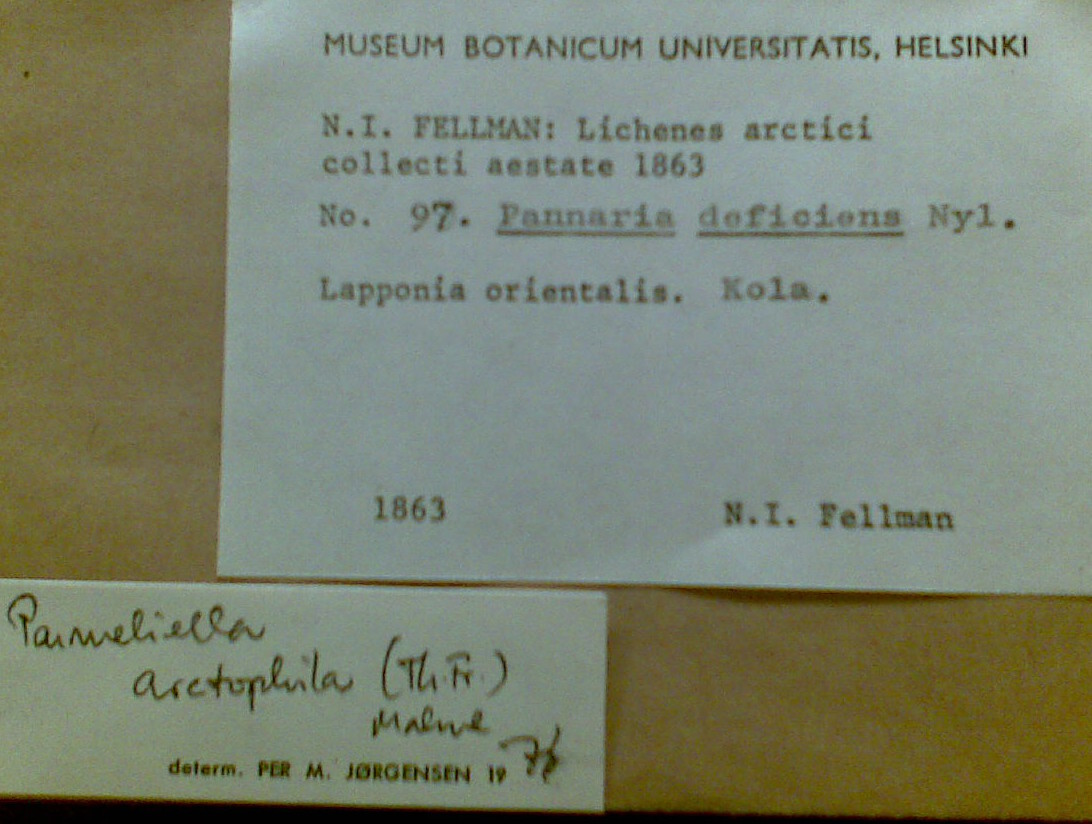 MUSEUM BOTANICUM UNIVERSITATIS, HELSINKI
N.I. FELLMAN: Lichenes arctici
collecti aestate 1863
No. 97. Pannaria deficiens Nyl.
Lapponia orientalis. Kola.
1863 N.I. Fellman
Parmeliella
arctophila (Th.Fr.)
Malme
determ. PER M. JØRGENSEN 19